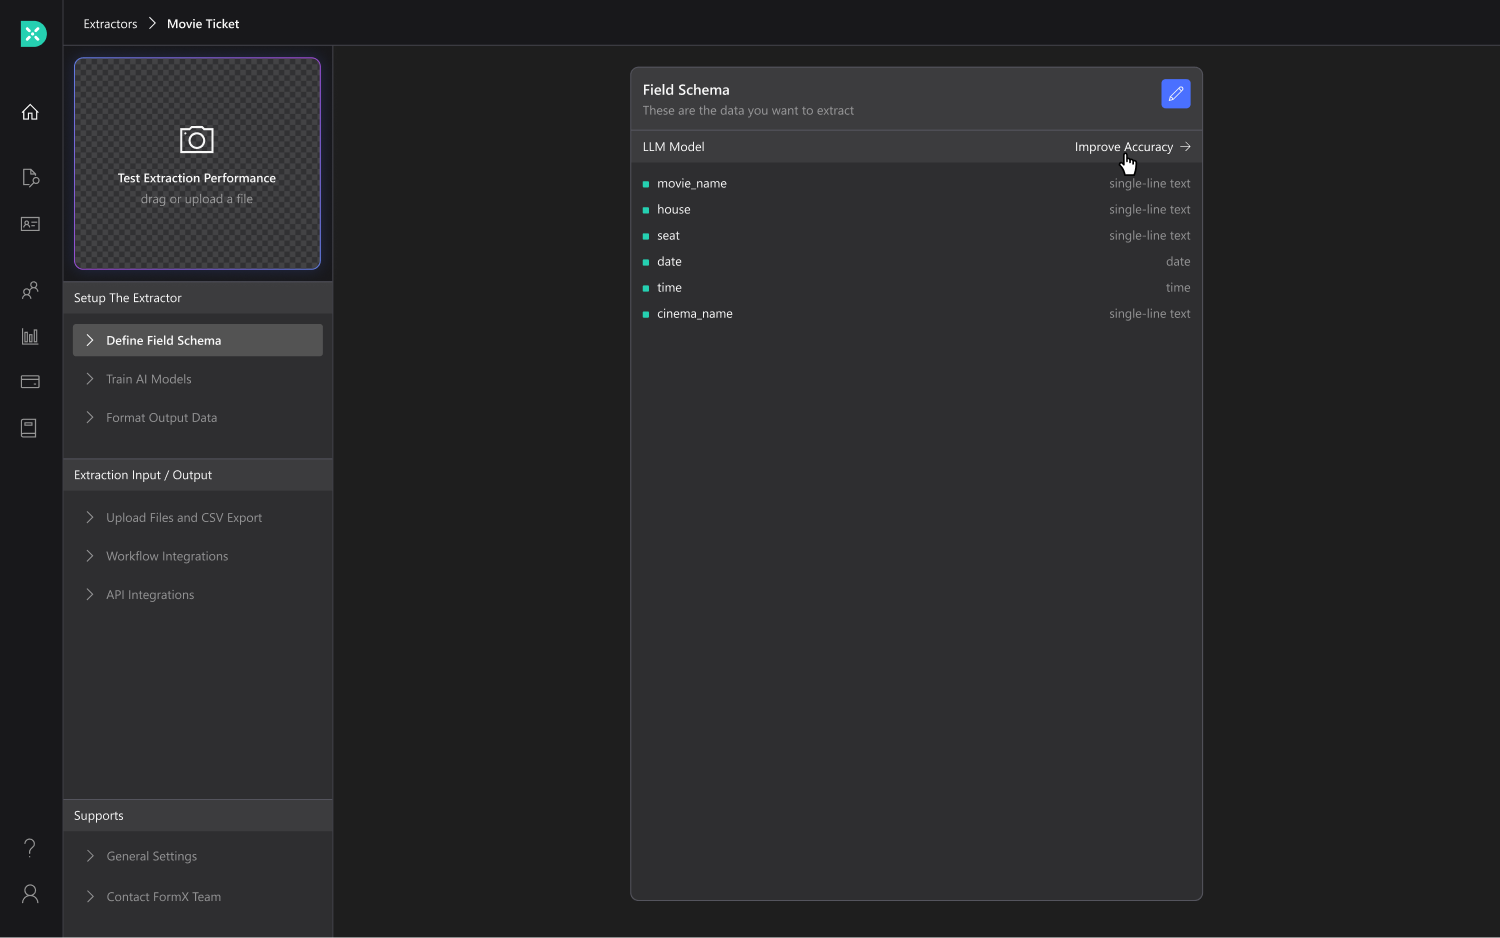 Extractors > Movie Ticket
Test Extraction Performance
drag or upload a file
Setup The Extractor
Define Field Schema
Train AI Models
Format Output Data
Extraction Input / Output
Upload Files and CSV Export
Workflow Integrations
API Integrations
Supports
General Settings
Contact FormX Team
Field Schema
These are the data you want to extract
LLM Model Improve Accuracy →
movie_name single-line text
house single-line text
seat single-line text
date date
time time
cinema_name single-line text